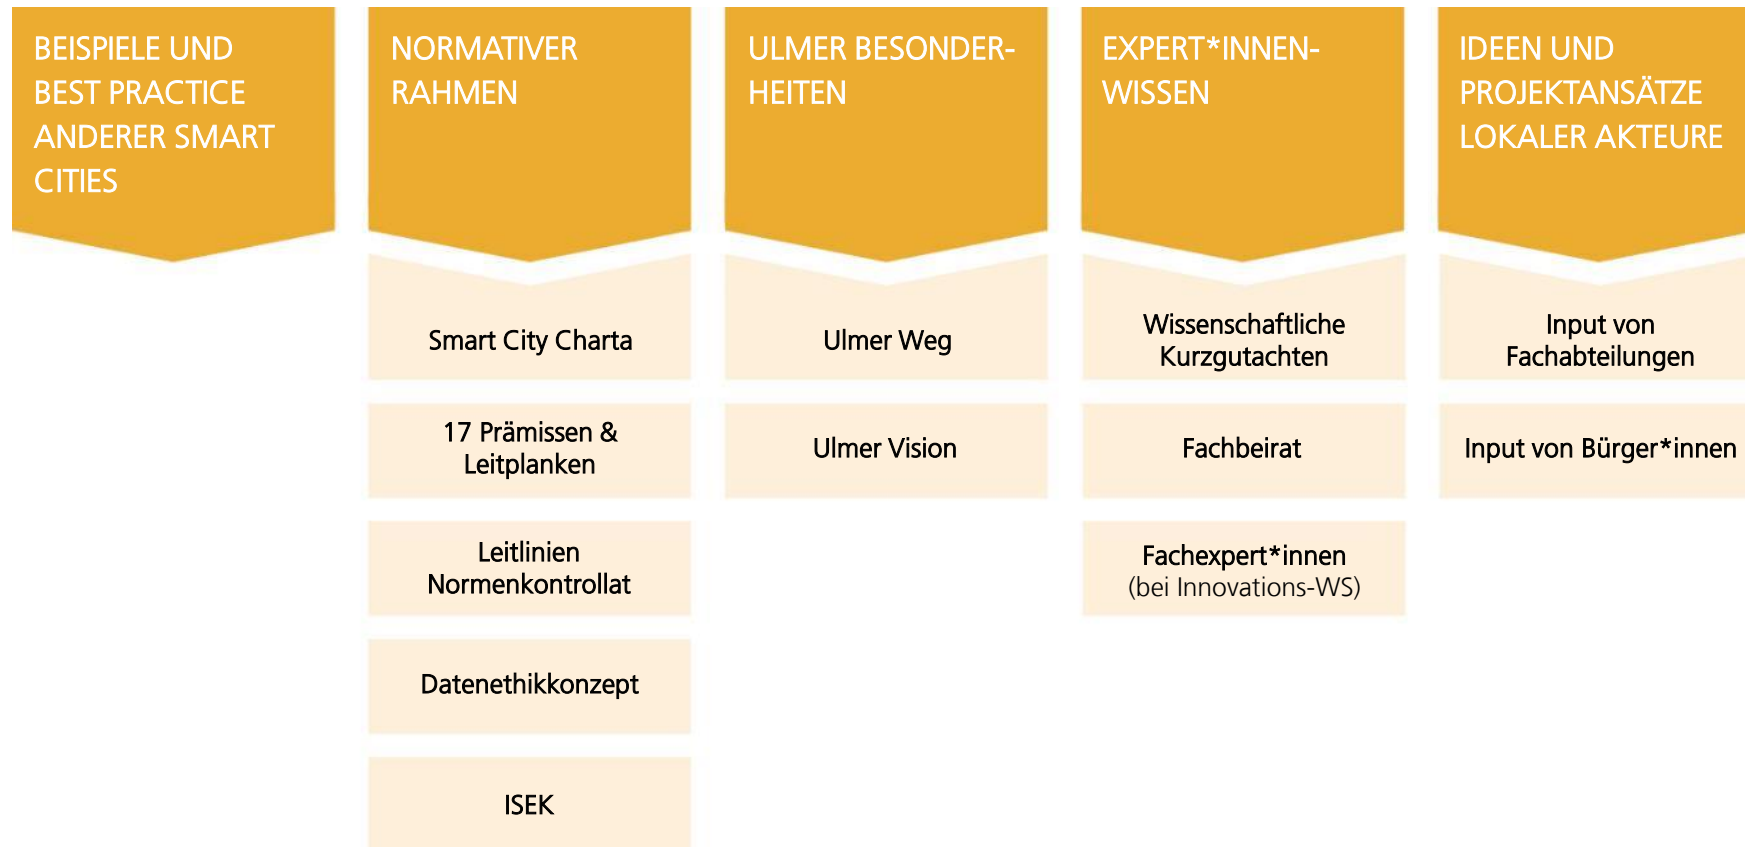 BEISPIELE UND
BEST PRACTICE
ANDERER SMART
CITIES
NORMATIVER
RAHMEN
Smart City Charta
17 Prämissen &
Leitplanken
Leitlinien
Normenkontrollat
Datenethikkonzept
ISEK
ULMER BESONDER-
HEITEN
Ulmer Weg
Ulmer Vision
EXPERT*INNEN-
WISSEN
Wissenschaftliche
Kurzgutachten
Fachbeirat
Fachexpert*innen
(bei Innovations-WS)
IDEEN UND
PROJEKTANSÄTZE
LOKALER AKTEURE
Input von
Fachabteilungen
Input von Bürger*innen